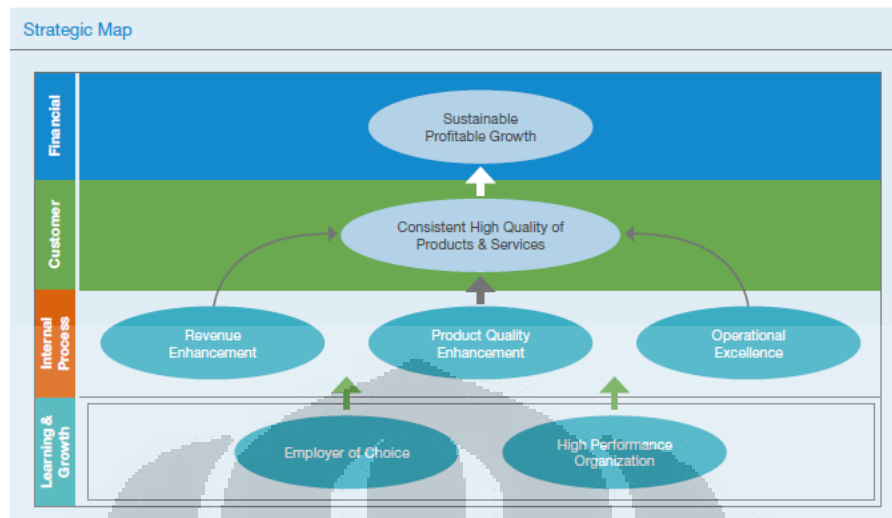 Strategic Map
Financial
Sustainable
Profitable Growth
Customer
Consistent High Quality of
Products & Services
Internal
Process
Revenue
Enhancement
Product Quality
Enhancement
Operational
Excellence
Learning &
Growth
Employer of Choice
High Performance
Organization